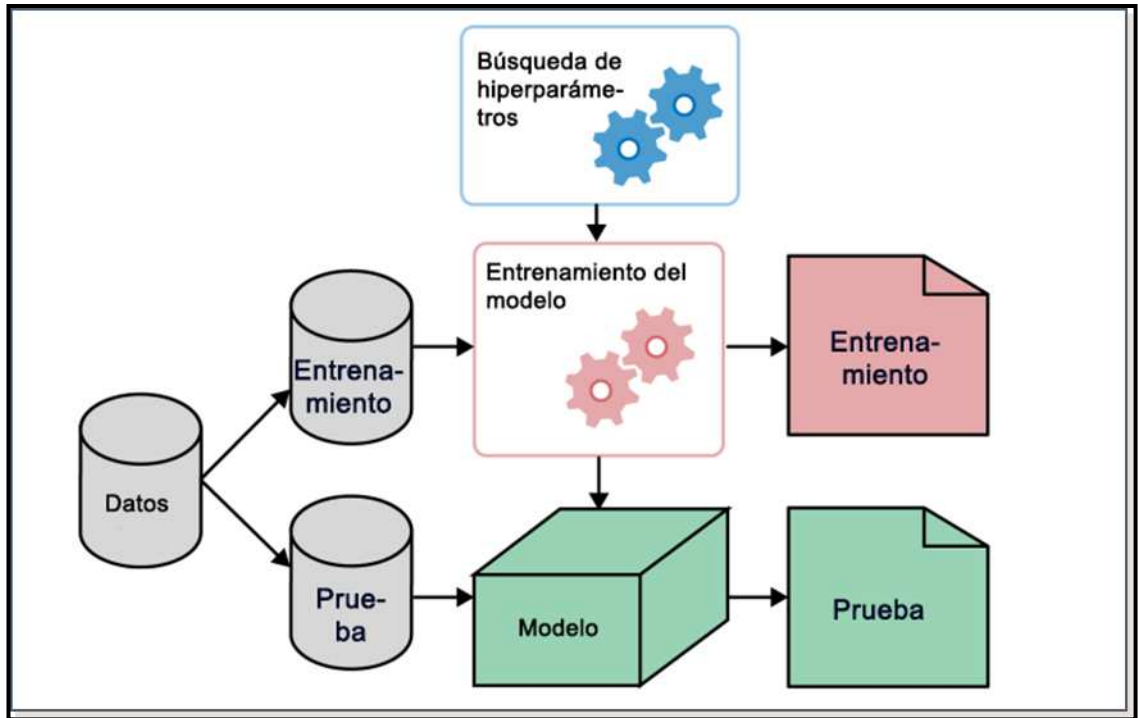 Búsqueda de
hiperparáme-
tros
Entrenamiento del
modelo
Entrena-
miento
Entrena-
miento
Datos
Prue-
ba
Modelo
Prueba